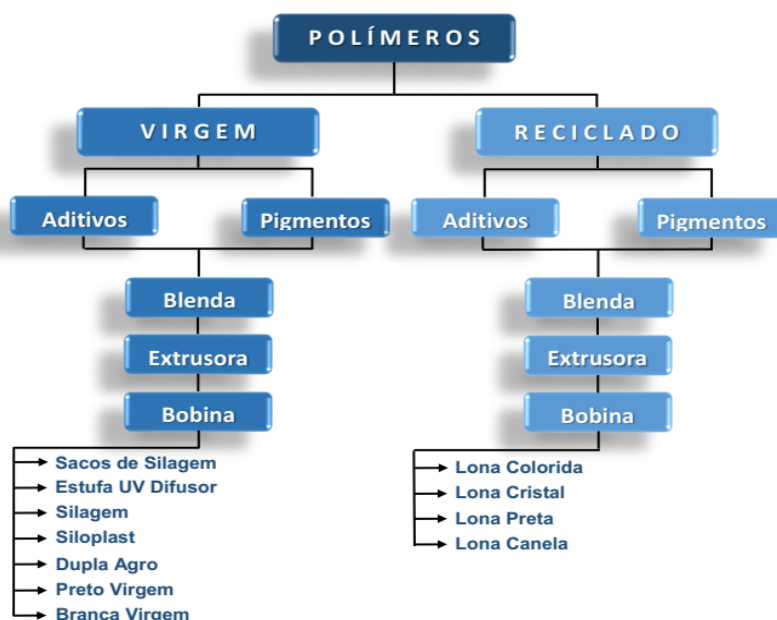 POLÍMEROS
VIRGEM
RECICLADO
Aditivos
Pigmentos
Aditivos
Pigmentos
Blenda
Blenda
Extrusora
Extrusora
Bobina
Bobina
Sacos de Silagem
Estufa UV Difusor
Silagem
Siloplast
Dupla Agro
Preto Virgem
Branca Virgem
Lona Colorida
Lona Cristal
Lona Preta
Lona Canela